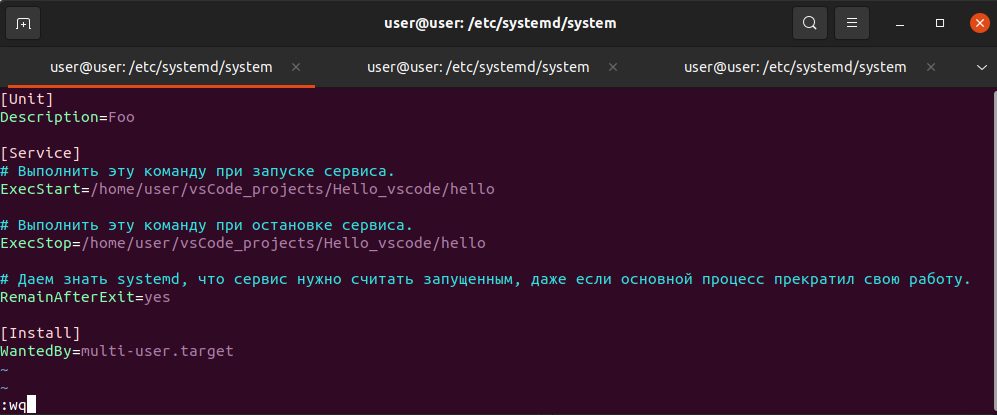 user@user: /etc/systemd/system
user@user: /etc/systemd/system
user@user: /etc/systemd/system
user@user: /etc/systemd/system
[Unit]
Description=Foo
[Service]
# Выполнить эту команду при запуске сервиса.
ExecStart=/home/user/vsCode_projects/Hello_vscode/hello
# Выполнить эту команду при остановке сервиса.
ExecStop=/home/user/vsCode_projects/Hello_vscode/hello
# Даем знать systemd, что сервис нужно считать запущенным, даже если основной процесс прекратил свою работу.
RemainAfterExit=yes
[Install]
WantedBy=multi-user.target
~
~
:wq